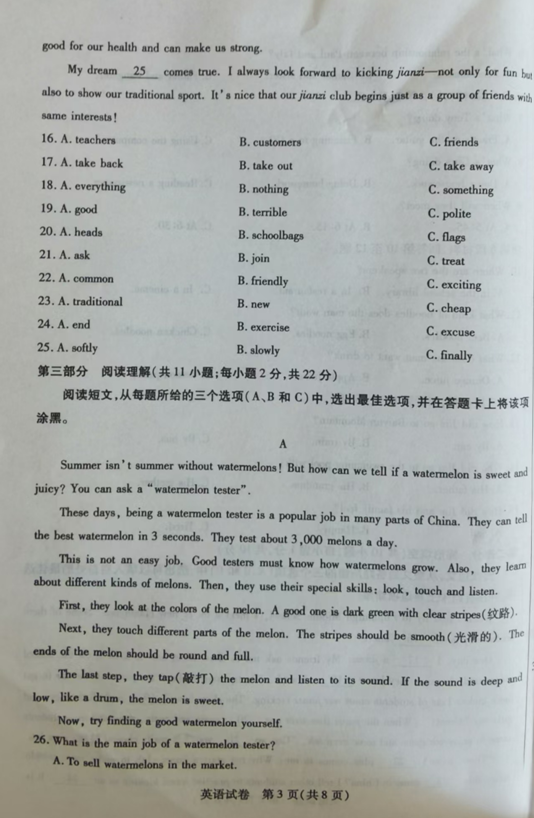 good for our health and can make us strong.
My dream 25 comes true. I always look forward to kicking jianzi—not only for fun but
also to show our traditional sport. It's nice that our jianzi club begins just as a group of friends with
same interests!
16. A. teachers B. customers C. friends
17. A. take back B. take out C. take away
18. A. everything B. nothing C. something
19. A. good B. terrible C. polite
20. A. heads B. schoolbags C. flags
21. A. ask B. join C. treat
22. A. common B. friendly C. exciting
23. A. traditional B. new C. cheap
24. A. end B. exercise C. excuse
25. A. softly B. slowly C. finally
第三部分 阅读理解(共11小题;每小题2分,共22分)
阅读短文,从每题所给的三个选项(A、B和C)中,选出最佳选项,并在答题卡上将该项
涂黑。
A
Summer isn't summer without watermelons! But how can we tell if a watermelon is sweet and
juicy? You can ask a "watermelon tester".
These days, being a watermelon tester is a popular job in many parts of China. They can tell
the best watermelon in 3 seconds. They test about 3,000 melons a day.
This is not an easy job. Good testers must know how watermelons grow. Also, they learn
about different kinds of melons. Then, they use their special skills: look, touch and listen.
First, they look at the colors of the melon. A good one is dark green with clear stripes(纹路).
Next, they touch different parts of the melon. The stripes should be smooth(光滑的). The
ends of the melon should be round and full.
The last step, they tap(敲打) the melon and listen to its sound. If the sound is deep and
low, like a drum, the melon is sweet.
Now, try finding a good watermelon yourself.
26. What is the main job of a watermelon tester?
A. To sell watermelons in the market.
英语试卷 第3页(共8页)